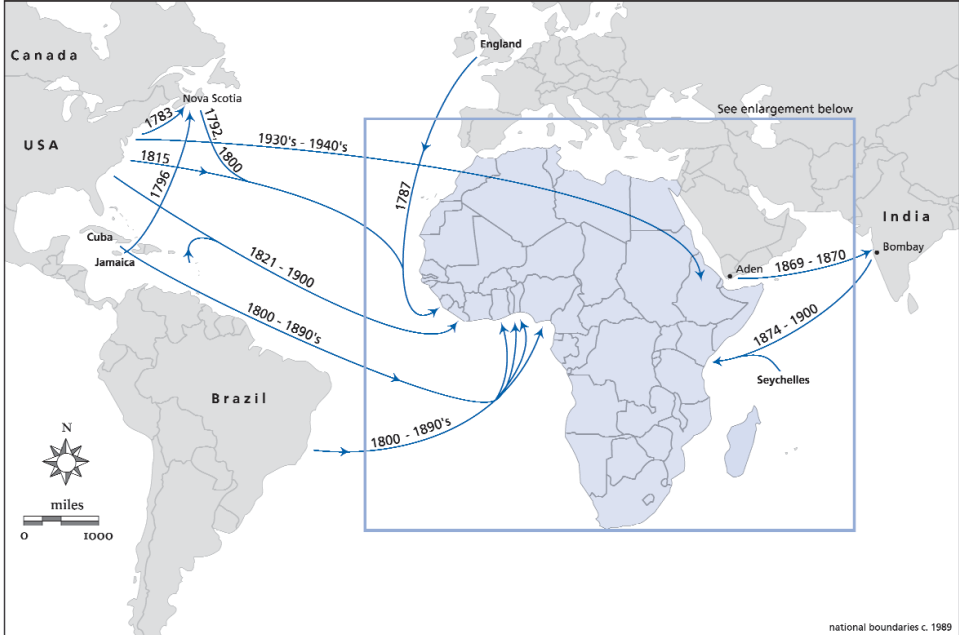 England
Canada
Nova Scotia
See enlargement below
1783
1792,
1800
USA
1930's - 1940's
1815
1796
1787
India
Cuba
Bombay
Jamaica
1821 - 1900
Aden
1869 - 1870
1800 - 1890's
1874 - 1900
Seychelles
Brazil
N
1800 - 1890's
miles
0 1000
national boundaries c. 1989